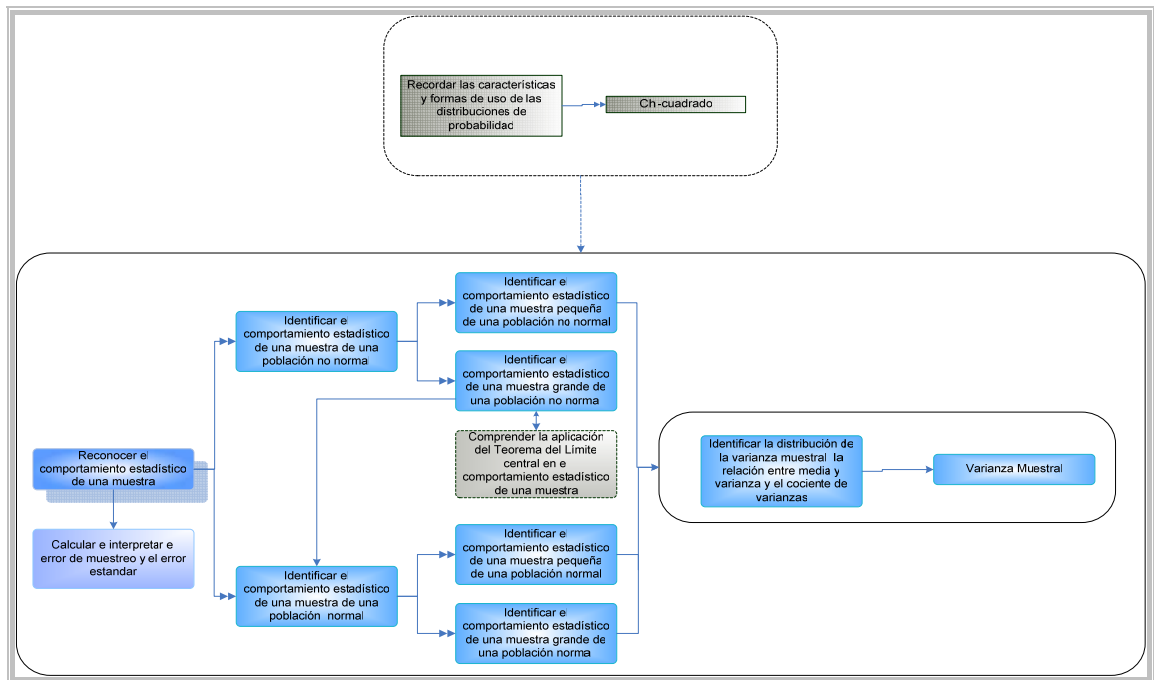 Recordar las características
y formas de uso de las
distribuciones de
probabilidad
Ch-cuadrado
Identificar el
comportamiento estadístico
de una muestra pequeña
de una población no normal
Identificar el
comportamiento estadístico
de una muestra de una
población no normal
Identificar el
comportamiento estadístico
de una muestra grande de
una población no norma
Comprender la aplicación
del Teorema del Límite
central en e
comportamiento estadístico
de una muestra
Reconocer el
comportamiento estadístico
de una muestra
Calcular e interpretar e
error de muestreo y el error
estandar
Identificar el
comportamiento estadístico
de una muestra de una
población normal
Identificar el
comportamiento estadístico
de una muestra pequeña
de una población normal
Identificar el
comportamiento estadístico
de una muestra grande de
una población norma
Identificar la distribución de
la varianza muestral la
relación entre media y
varianza y el cociente de
varianzas
Varianza Muestral